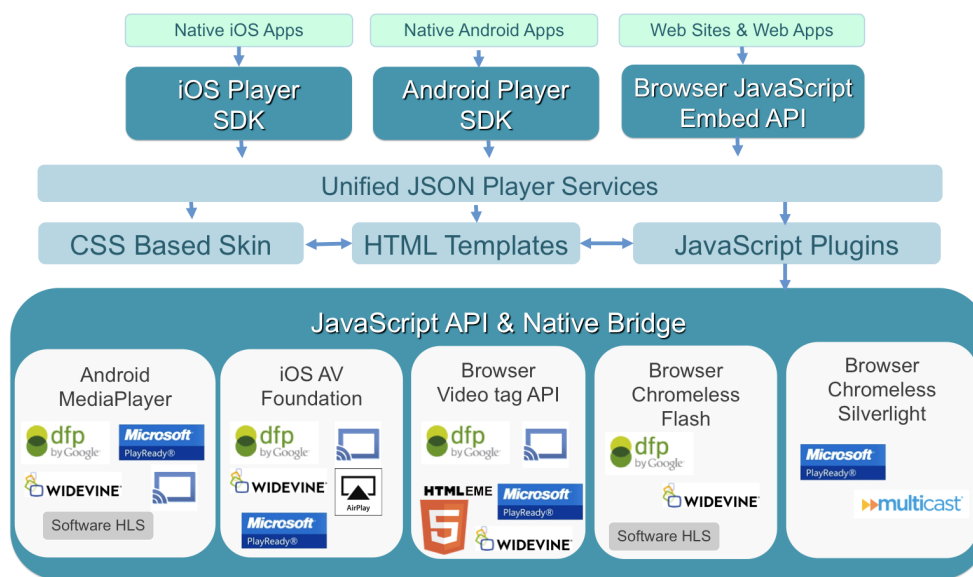 Native iOS Apps
Native Android Apps
Web Sites & Web Apps
iOS Player
SDK
Android Player
SDK
Browser JavaScript
Embed API
Unified JSON Player Services
CSS Based Skin
HTML Templates
JavaScript Plugins
JavaScript API & Native Bridge
Android
MediaPlayer
dfp
by Google
Microsoft
PlayReady®
WIDEVINE
Software HLS
iOS AV
Foundation
dfp
by Google
WIDEVINE
AirPlay
Microsoft
PlayReady®
Browser
Video tag API
dfp
by Google
HTML EME
5
Microsoft
PlayReady®
WIDEVINE
Browser
Chromeless
Flash
dfp
by Google
WIDEVINE
Software HLS
Browser
Chromeless
Silverlight
Microsoft
PlayReady®
multicast